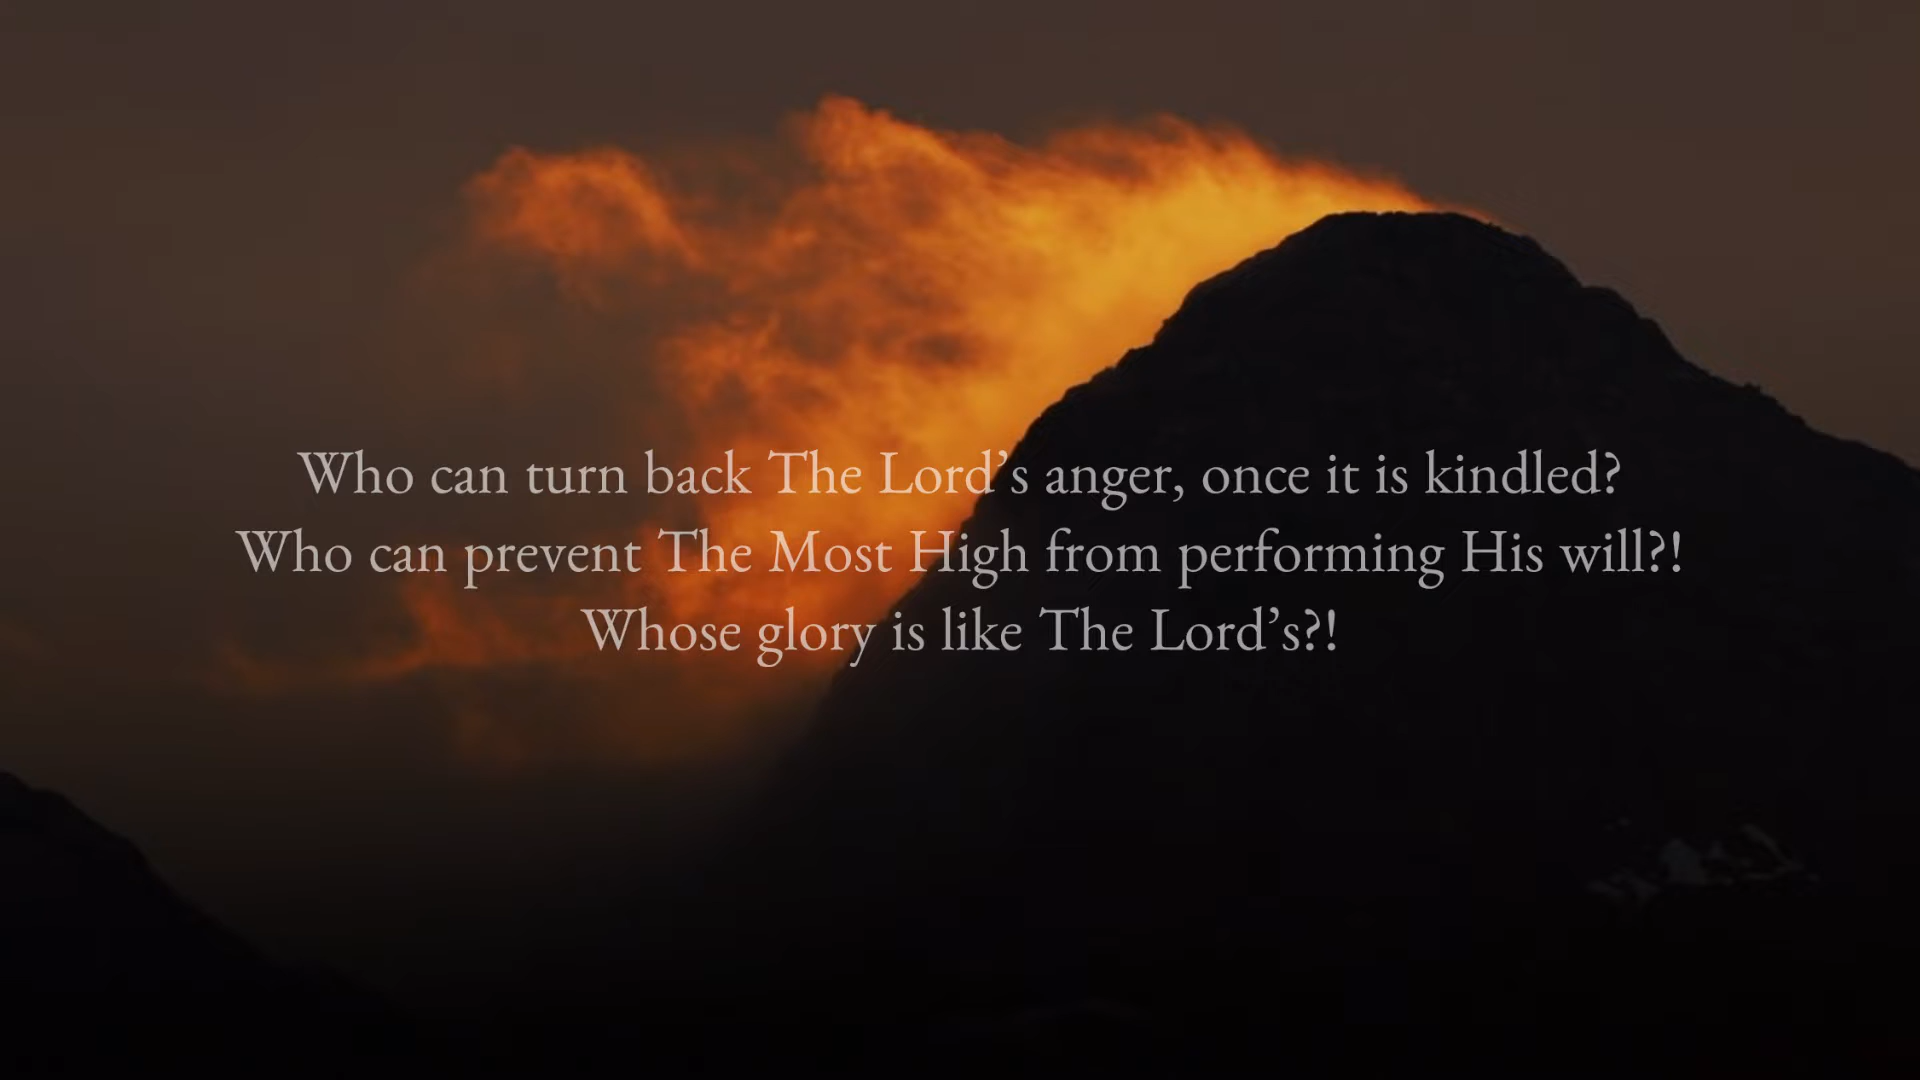 Who can turn back The Lord’s anger, once it is kindled?
Who can prevent The Most High from performing His will?!
Whose glory is like The Lord’s?!